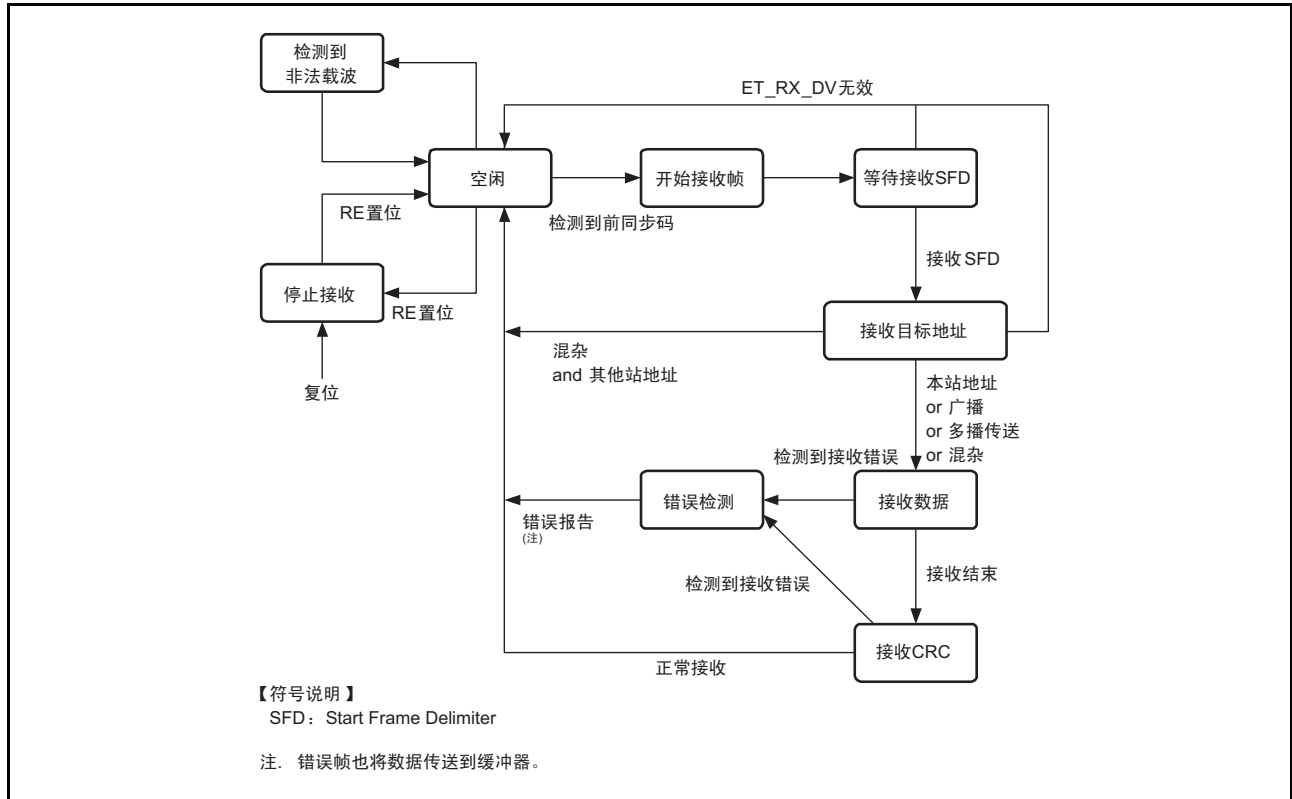 检测到
非法载波
ET_RX_DV无效
空闲
开始接收帧
等待接收SFD
RE置位
检测到前同步码
接收SFD
停止接收
RE置位
接收目标地址
混杂
and 其他站地址
复位
本站地址
or 广播
or 多播传送
or 混杂
检测到接收错误
错误检测
接收数据
错误报告
(注)
检测到接收错误
接收结束
接收CRC
正常接收
【符号说明】
SFD：Start Frame Delimiter
注. 错误帧也将数据传送到缓冲器。